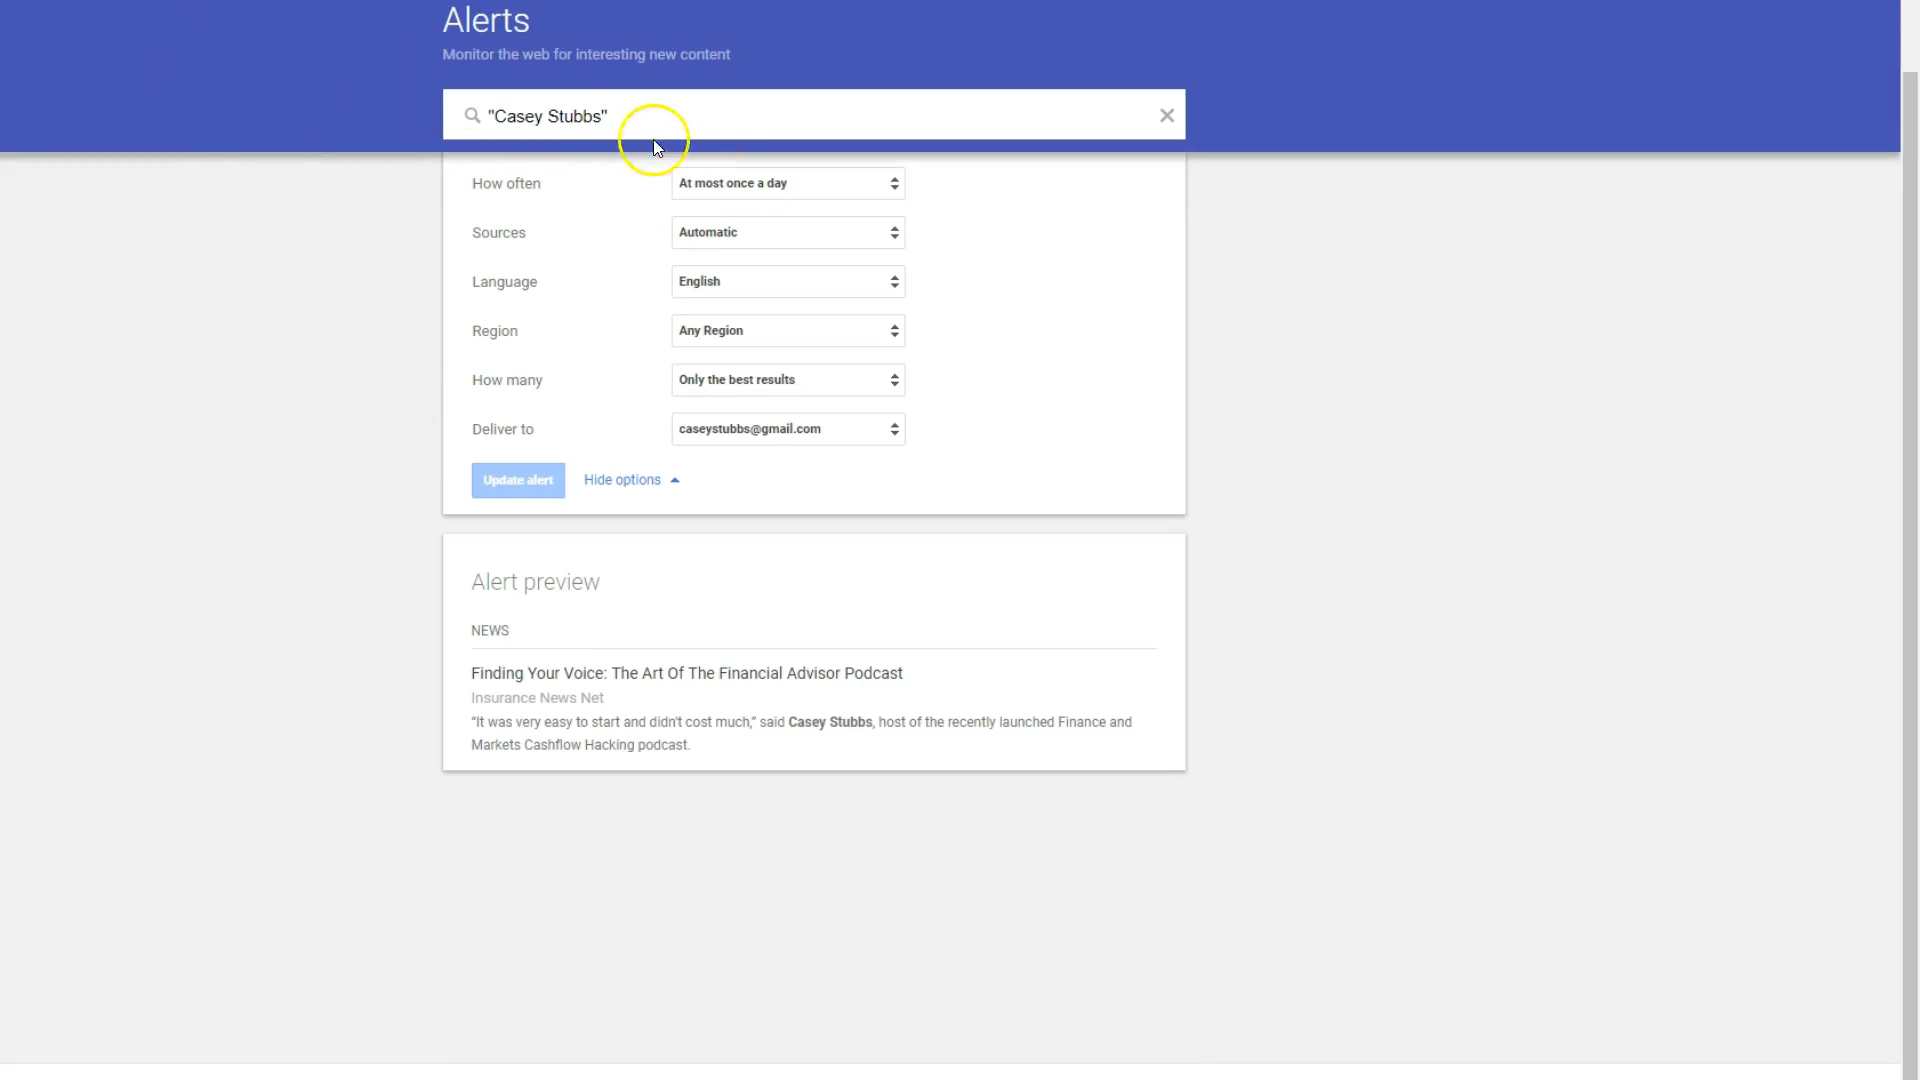 Alerts
Monitor the web for interesting new content
"Casey Stubbs"
How often At most once a day
Sources Automatic
Language English
Region Any Region
How many Only the best results
Deliver to caseystubbs@gmail.com
Update alert Hide options
Alert preview
NEWS
Finding Your Voice: The Art Of The Financial Advisor Podcast
Insurance News Net
“It was very easy to start and didn't cost much,” said Casey Stubbs, host of the recently launched Finance and
Markets Cashflow Hacking podcast.